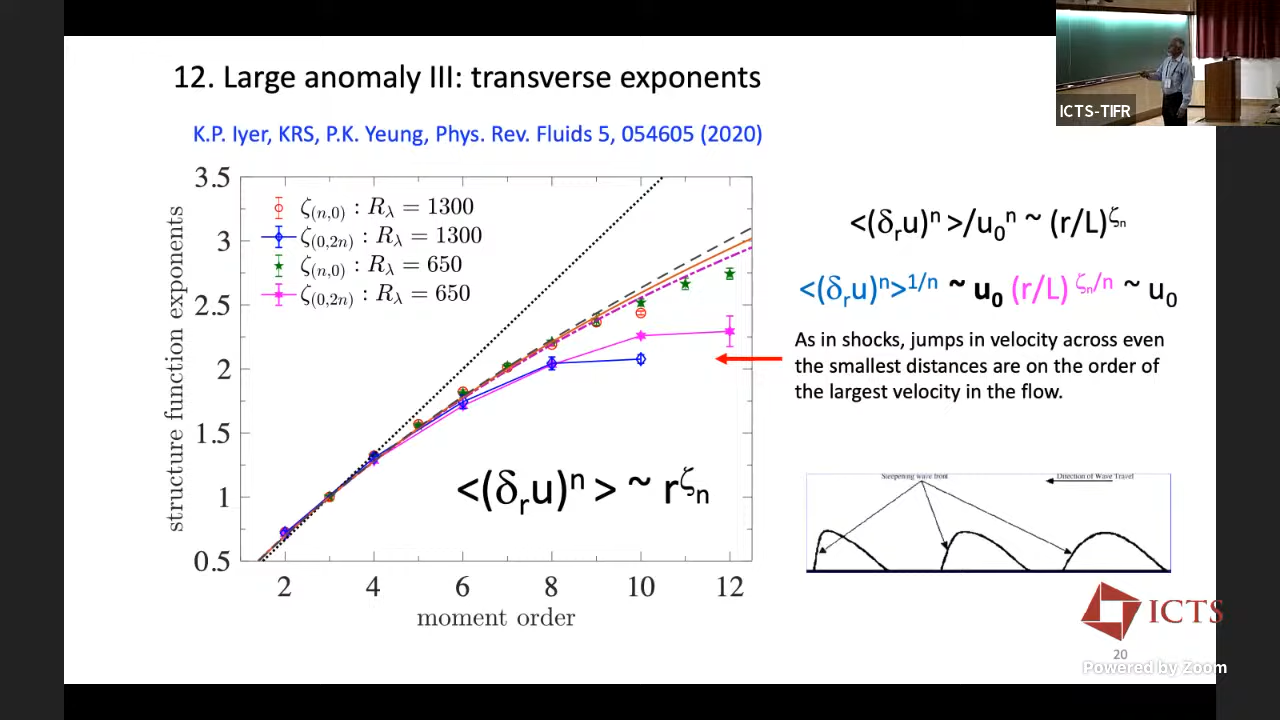 12. Large anomaly III: transverse exponents
K.P. Iyer, KRS, P.K. Yeung, Phys. Rev. Fluids 5, 054605 (2020)
ICTS-TIFR
structure function exponents
3.5
3
2.5
2
1.5
1
0.5
ζ(n,0) : Rλ = 1300
ζ(0,2n) : Rλ = 1300
ζ(n,0) : Rλ = 650
ζ(0,2n) : Rλ = 650
<(δru)ⁿ > ~ rζn
2 4 6 8 10 12
moment order
<(δru)ⁿ>/u₀ⁿ ~ (r/L)ζn
<(δru)ⁿ>1/n ~ u₀ (r/L) ζn/n ~ u₀
As in shocks, jumps in velocity across even
the smallest distances are on the order of
the largest velocity in the flow.
Steepening wave front
Direction of Wave Travel
ICTS
20
Powered by Zoom